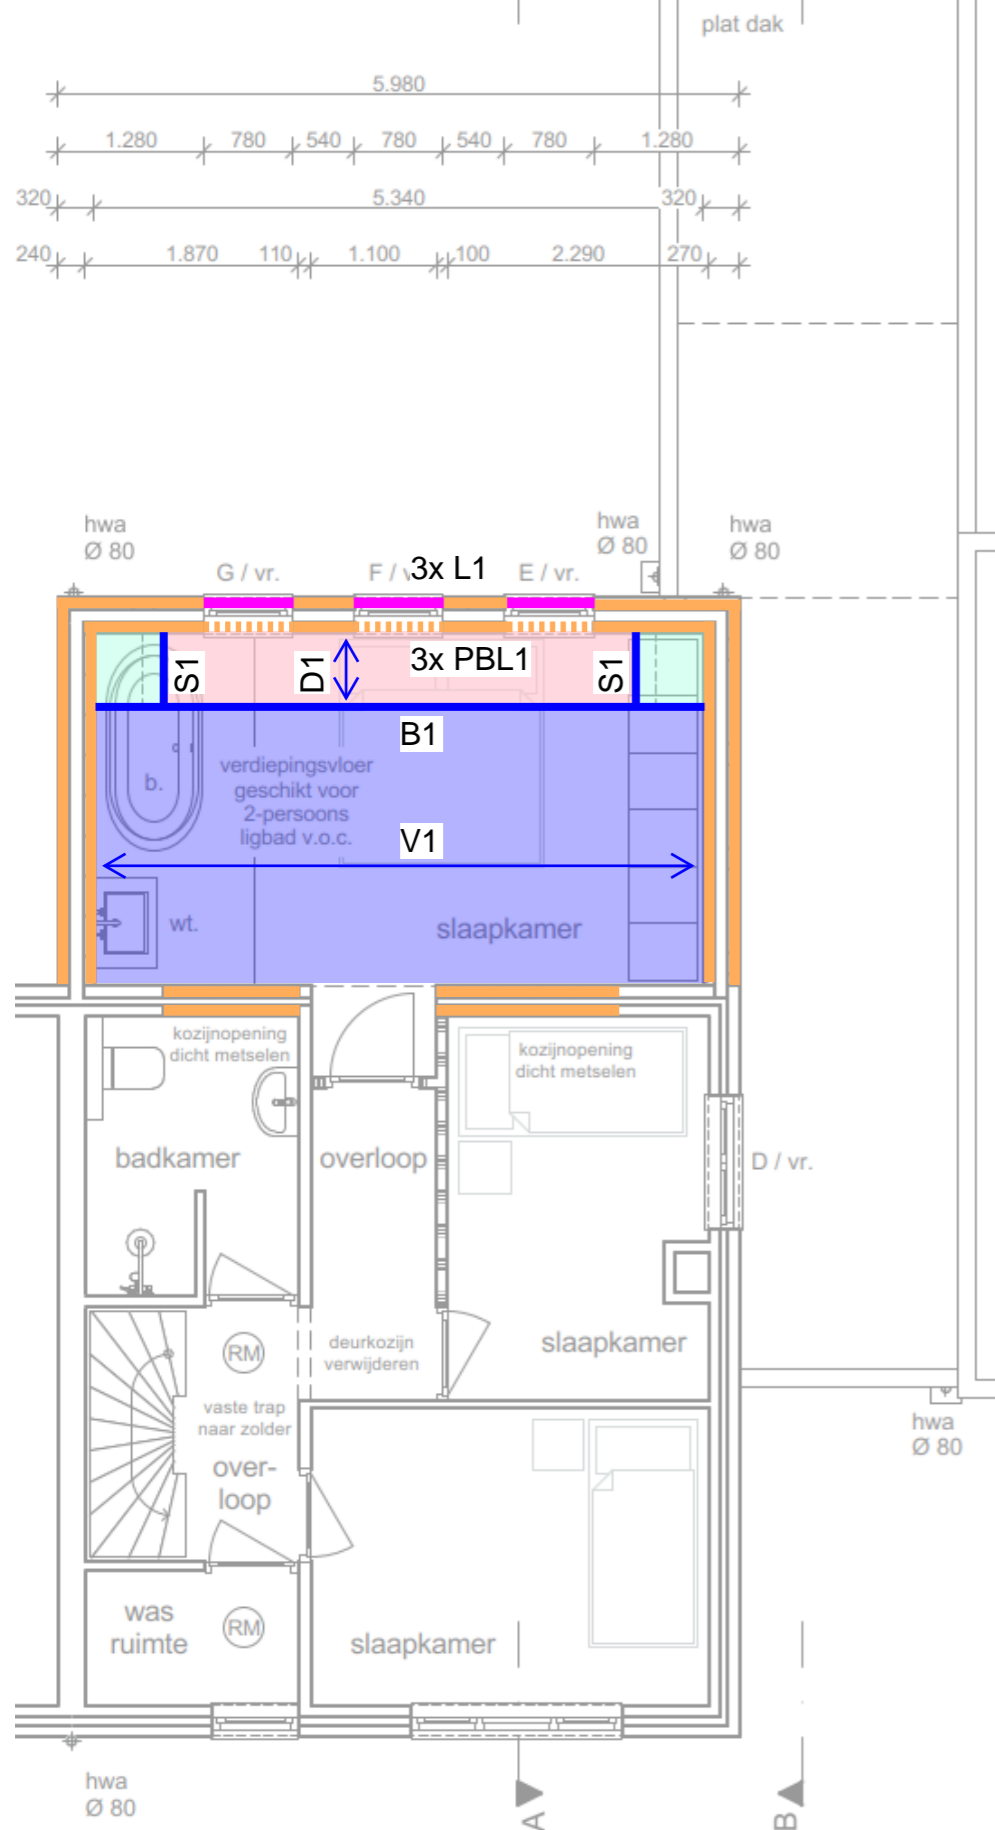 plat dak
5.980
1.280 780 540 780 540 780 1.280
320 5.340 320
240 1.870 110 1.100 100 2.290 270
hwa
Ø 80
hwa
Ø 80
hwa
Ø 80
G / vr.
F / v
3x L1
E / vr.
S1
D1
3x PBL1
S1
B1
b.
verdiepingsvloer
geschikt voor
2-persoons
ligbad v.o.c.
V1
wt.
slaapkamer
kozijnopening
dicht metselen
kozijnopening
dicht metselen
badkamer
overloop
D / vr.
RM
deurkozijn
verwijderen
slaapkamer
vaste trap
naar zolder
over-
loop
hwa
Ø 80
was
ruimte
RM
slaapkamer
hwa
Ø 80
A
B